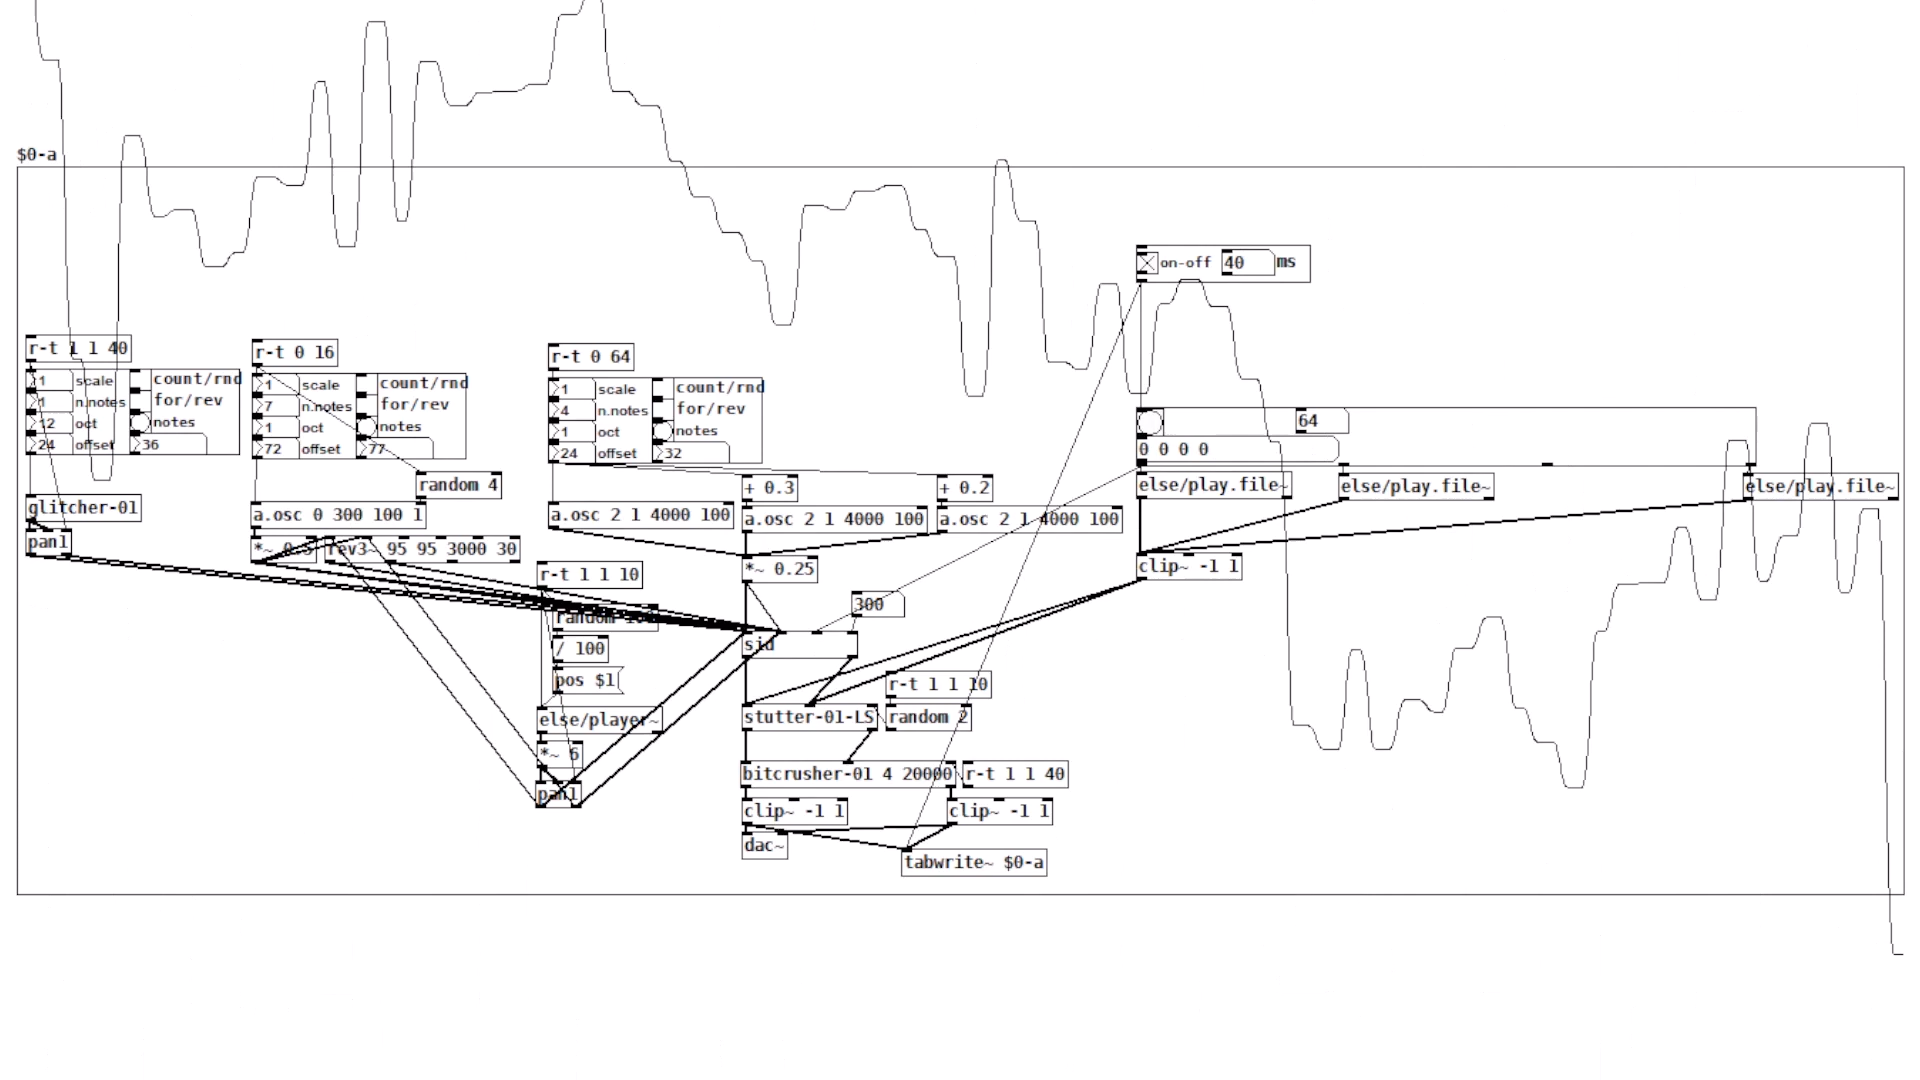 $0-a
on-off 40 ms
r-t 1 1 40
1 scale count/rnd
1 n.notes for/rev
12 oct notes
24 offset 36
glitcher-01
pan1
r-t 0 16
1 scale count/rnd
7 n.notes for/rev
1 oct notes
72 offset 77
random 4
a.osc 0 300 100 1
*~ 0.5
rev3~ 95 95 3000 30
r-t 0 64
1 scale count/rnd
4 n.notes for/rev
1 oct notes
24 offset 32
+ 0.3
+ 0.2
a.osc 2 1 4000 100
a.osc 2 1 4000 100
a.osc 2 1 4000 100
*~ 0.25
r-t 1 1 10
random
/ 100
pos $1
else/player~
*~ 6
pan1
300
sid
r-t 1 1 10
stutter-01-LS
random 2
bitcrusher-01 4 20000
r-t 1 1 40
clip~ -1 1
clip~ -1 1
dac~
tabwrite~ $0-a
64
0 0 0 0
else/play.file~
else/play.file~
else/play.file~
clip~ -1 1